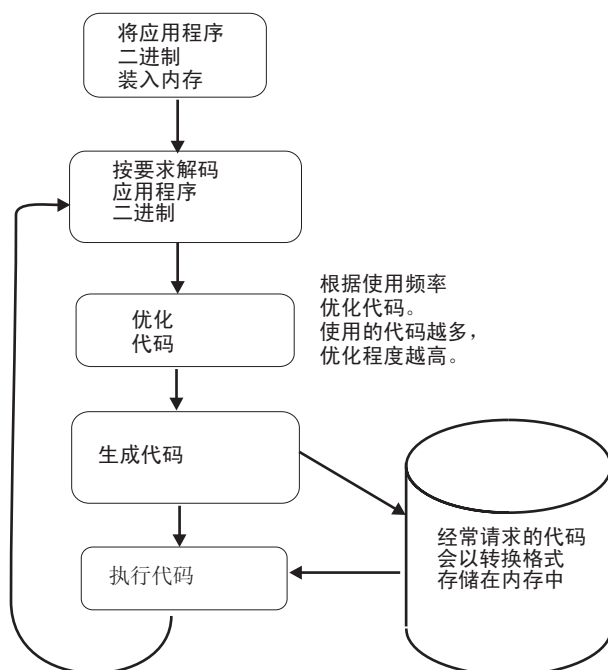 将应用程序
二进制
装入内存
按要求解码
应用程序
二进制
优化
代码
根据使用频率
优化代码。
使用的代码越多，
优化程度越高。
生成代码
经常请求的代码
会以转换格式
存储在内存中
执行代码